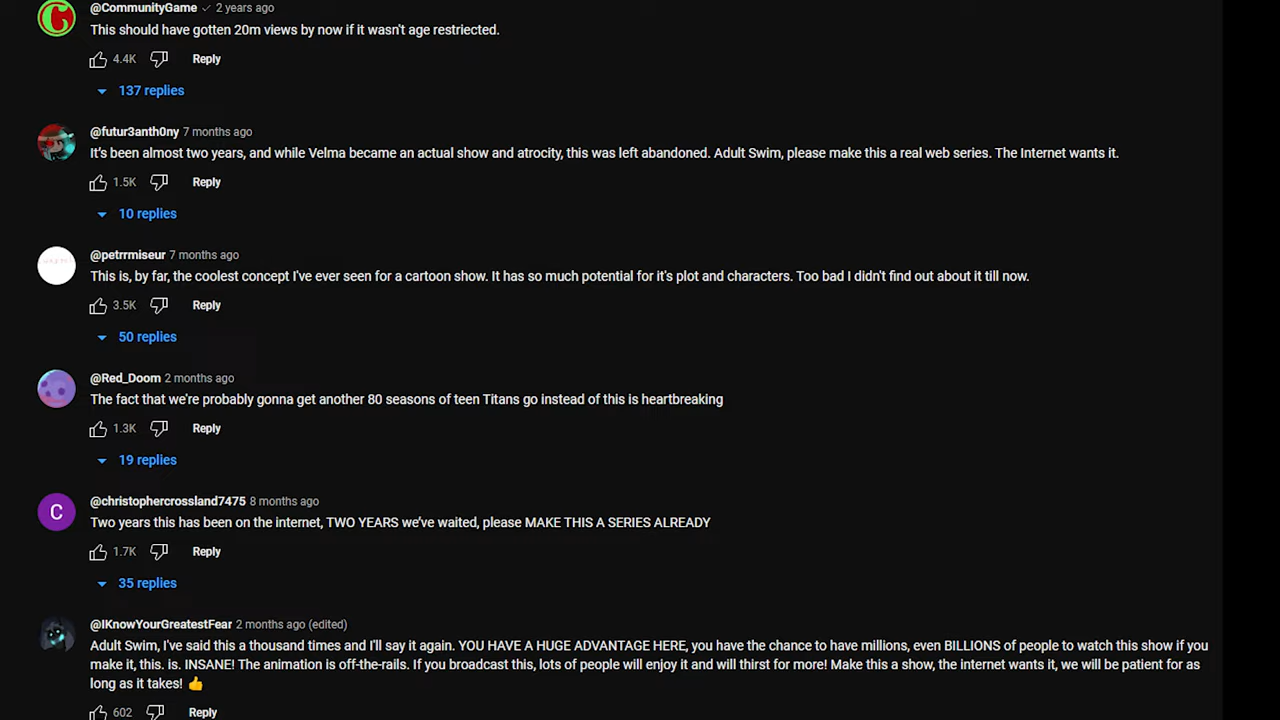 @CommunityGame 2 years ago
This should have gotten 20m views by now if it wasn't age restriected.
4.4K Reply
137 replies
@futur3anth0ny 7 months ago
It's been almost two years, and while Velma became an actual show and atrocity, this was left abandoned. Adult Swim, please make this a real web series. The Internet wants it.
1.5K Reply
10 replies
@petrrmiseur 7 months ago
This is, by far, the coolest concept I've ever seen for a cartoon show. It has so much potential for it's plot and characters. Too bad I didn't find out about it till now.
3.5K Reply
50 replies
@Red_Doom 2 months ago
The fact that we're probably gonna get another 80 seasons of teen Titans go instead of this is heartbreaking
1.3K Reply
19 replies
C
@christophercrossland7475 8 months ago
Two years this has been on the internet, TWO YEARS we've waited, please MAKE THIS A SERIES ALREADY
1.7K Reply
35 replies
@IKnowYourGreatestFear 2 months ago (edited)
Adult Swim, I've said this a thousand times and I'll say it again. YOU HAVE A HUGE ADVANTAGE HERE, you have the chance to have millions, even BILLIONS of people to watch this show if you
make it, this. is. INSANE! The animation is off-the-rails. If you broadcast this, lots of people will enjoy it and will thirst for more! Make this a show, the internet wants it, we will be patient for as
long as it takes! 👍
602 Reply